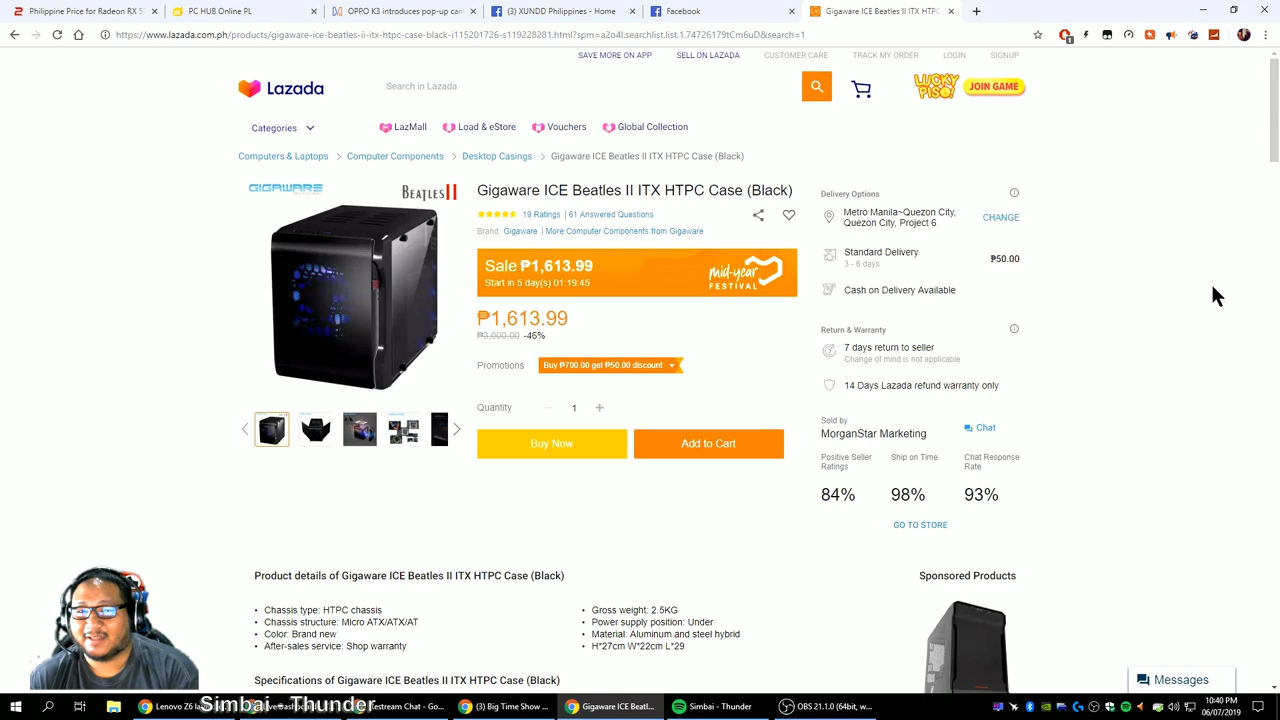 Philippine Price for Radeon RX 5
PC HUB Online PL
OPPO K3 introduces pop-up can
(3) XUNDD Philippines - Home
Facebook
Gigaware ICE Beatles II ITX HTPC
https://www.lazada.com.ph/products/gigaware-ice-beatles-ii-itx-htpc-case-black-i115201726-s119228281.html?spm=a2o4l.searchlist.list.1.74726179tCm6uD&search=1
SAVE MORE ON APP
SELL ON LAZADA
CUSTOMER CARE
TRACK MY ORDER
LOGIN
SIGNUP
Lazada
Search in Lazada
LUCKY PISO
JOIN GAME
Categories
LazMall
Load & eStore
Vouchers
Global Collection
Computers & Laptops > Computer Components > Desktop Casings > Gigaware ICE Beatles II ITX HTPC Case (Black)
GIGAWARE
BEATLES II
Gigaware ICE Beatles II ITX HTPC Case (Black)
19 Ratings | 61 Answered Questions
Brand: Gigaware | More Computer Components from Gigaware
Sale ₱1,613.99
Start in 5 day(s) 01:19:45
mid-year
FESTIVAL
₱1,613.99
₱3,000.00 -46%
Promotions
Buy ₱700.00 get ₱50.00 discount
Quantity
1
Buy Now
Add to Cart
Delivery Options
Metro Manila~Quezon City,
Quezon City, Project 6
CHANGE
Standard Delivery
3 - 6 days
₱50.00
Cash on Delivery Available
Return & Warranty
7 days return to seller
Change of mind is not applicable
14 Days Lazada refund warranty only
Sold by
MorganStar Marketing
Chat
Positive Seller
Ratings
Ship on Time
Chat Response
Rate
84%
98%
93%
GO TO STORE
Product details of Gigaware ICE Beatles II ITX HTPC Case (Black)
• Chassis type: HTPC chassis
• Chassis structure: Micro ATX/ATX/AT
• Color: Brand new
• After-sales service: Shop warranty
• Gross weight: 2.5KG
• Power supply position: Under
• Material: Aluminum and steel hybrid
• H*27cm W*22cm L*29
Sponsored Products
Specifications of Gigaware ICE Beatles II ITX HTPC Case (Black)
Messages
Simbai - Thunder
Lenovo Z6 la
estream Chat - Go...
(3) Big Time Show ...
Gigaware ICE Beatl...
Simbai - Thunder
OBS 21.1.0 (64bit, w...
10:40 PM
06/07/2019